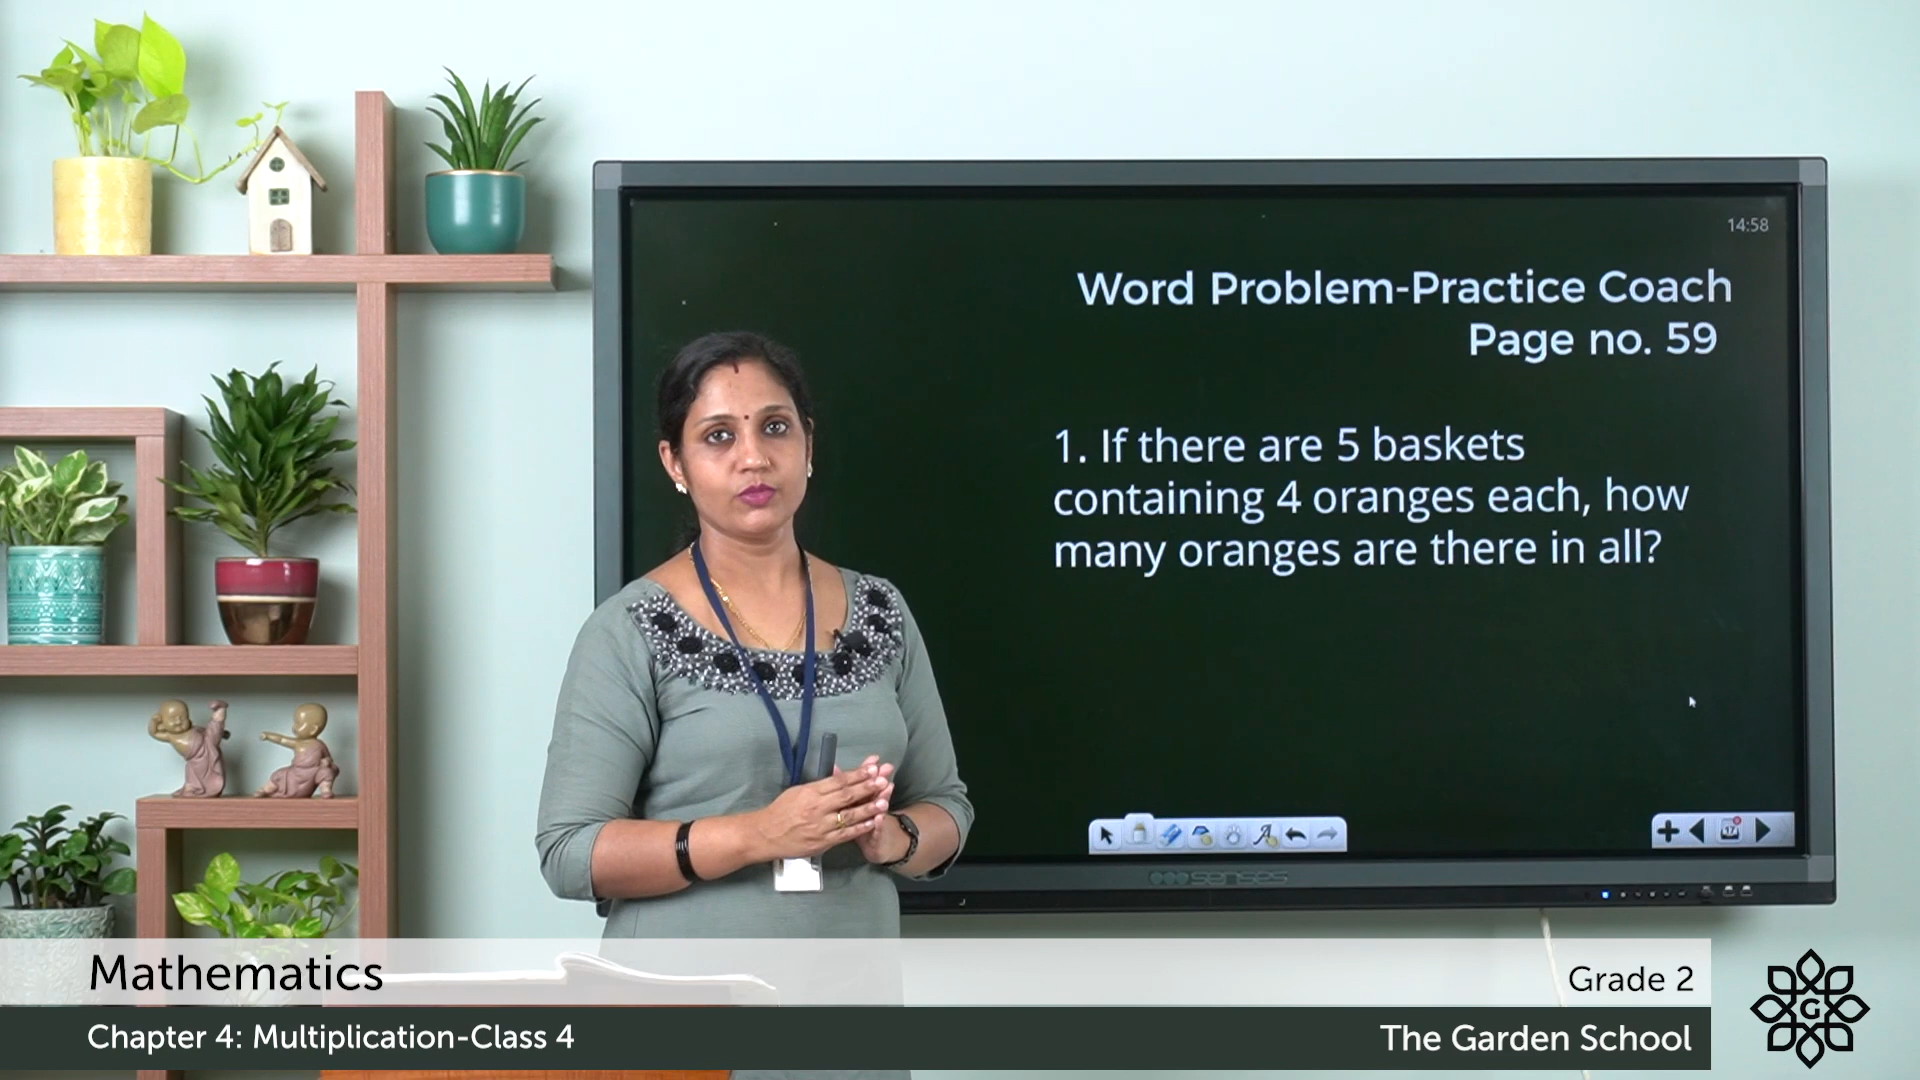 14:58
Word Problem-Practice Coach
Page no. 59
1. If there are 5 baskets
containing 4 oranges each, how
many oranges are there in all?
senses
Mathematics
Grade 2
Chapter 4: Multiplication-Class 4
The Garden School
G